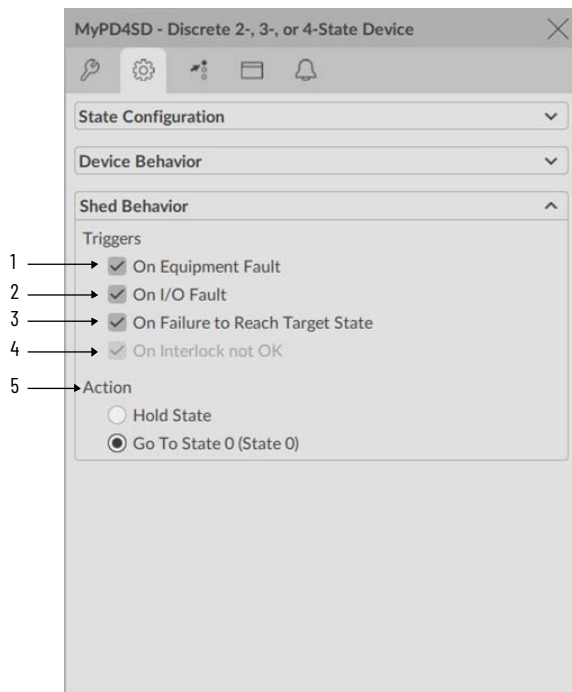 MyPD4SD - Discrete 2-, 3-, or 4-State Device
State Configuration
Device Behavior
Shed Behavior
Triggers
1 On Equipment Fault
2 On I/O Fault
3 On Failure to Reach Target State
4 On Interlock not OK
5 Action
Hold State
Go To State 0 (State 0)